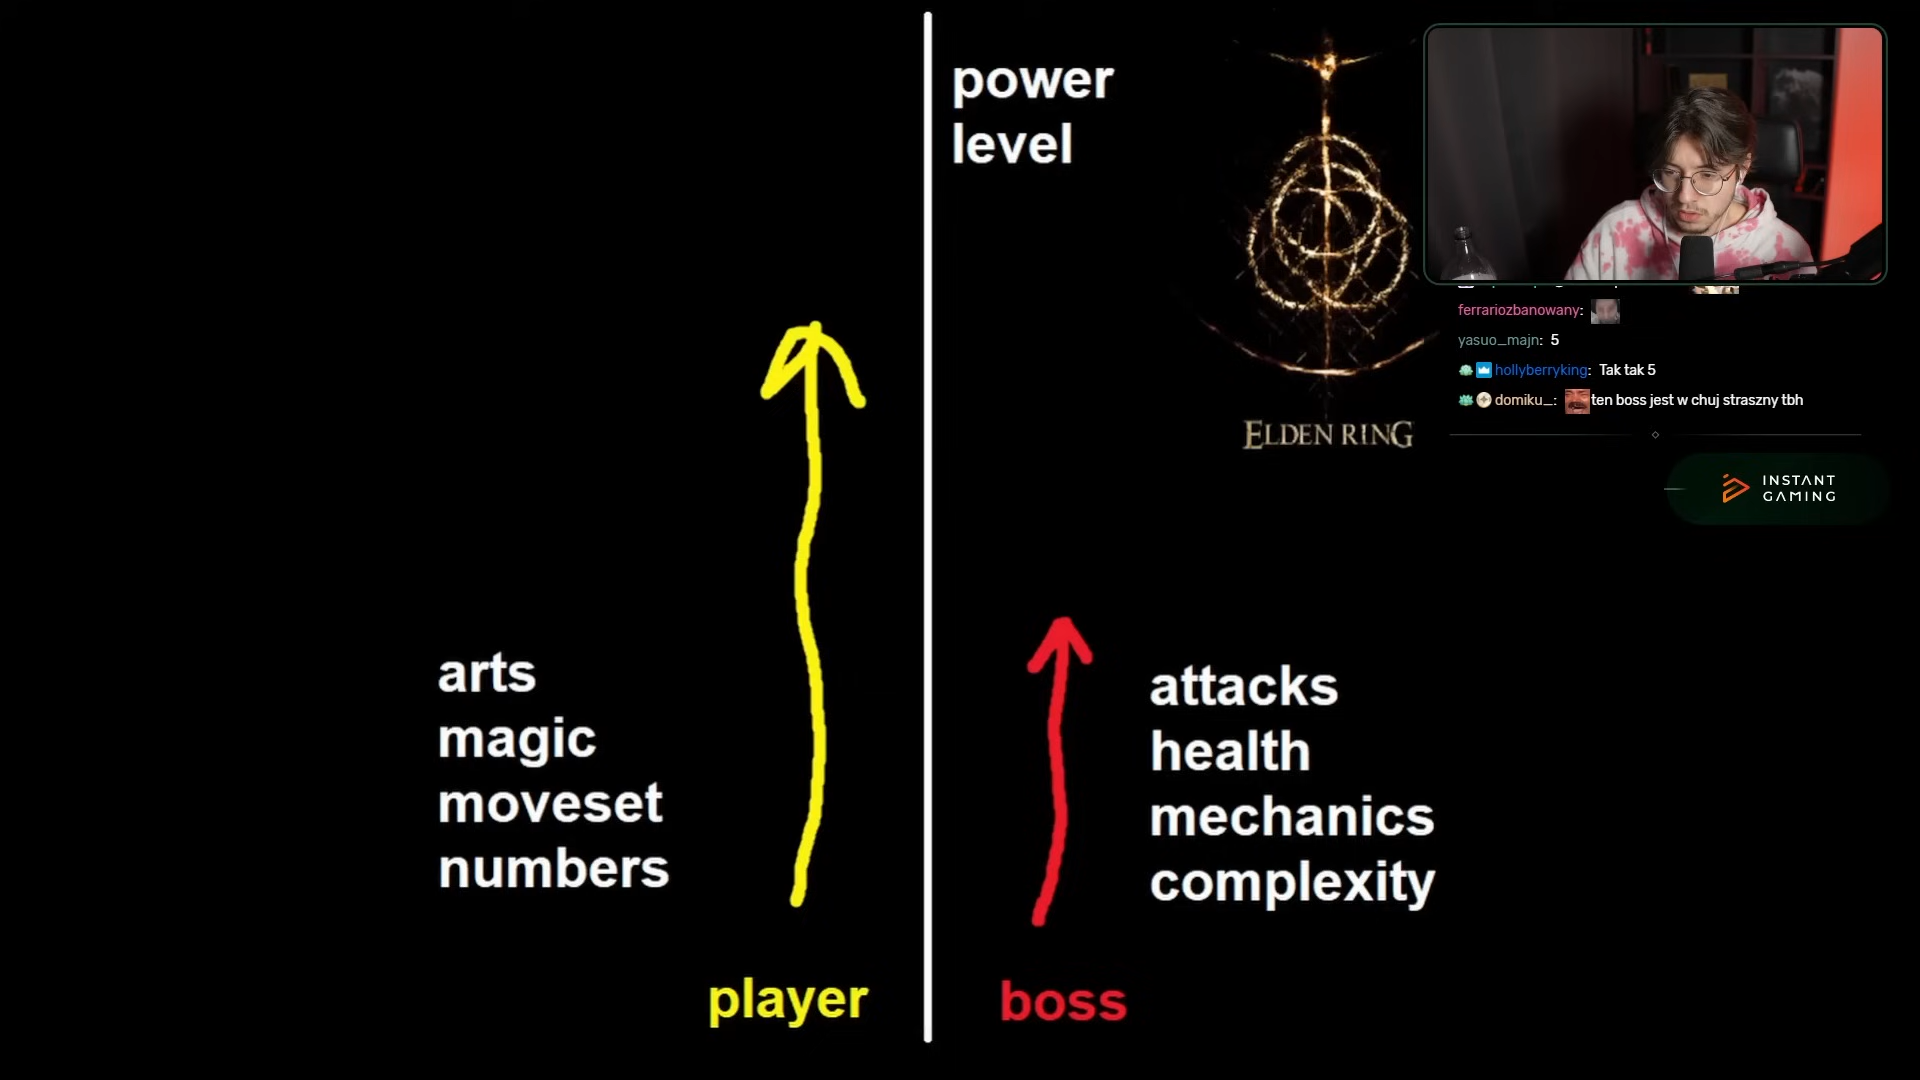 power
level
ELDEN RING
ferrariozbanowany:
yasuo_majn: 5
hollyberryking: Tak tak 5
domiku_: ten boss jest w chuj straszny tbh
INSTANT
GAMING
arts
magic
moveset
numbers
attacks
health
mechanics
complexity
player
boss